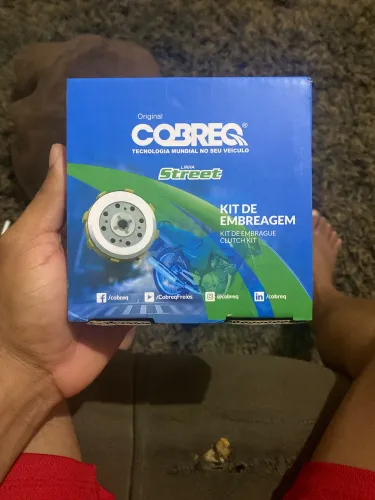 Original
COBREQ®
TECNOLOGIA MUNDIAL NO SEU VEÍCULO
LINHA
Street
KIT DE
EMBREAGEM
KIT DE EMBRAGUE
CLUTCH KIT
/cobreq
/CobreqFreios
@cobreq
/cobreq